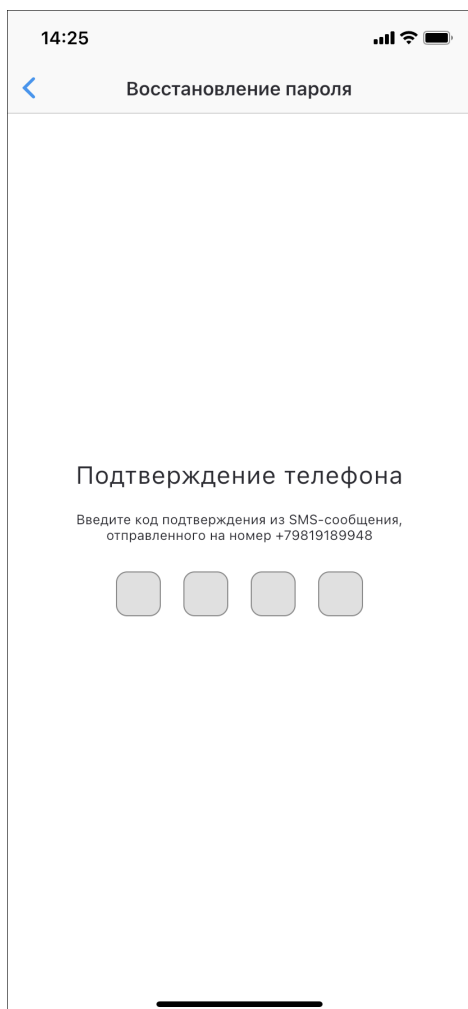 14:25
Восстановление пароля
Подтверждение телефона
Введите код подтверждения из SMS-сообщения,
отправленного на номер +79819189948